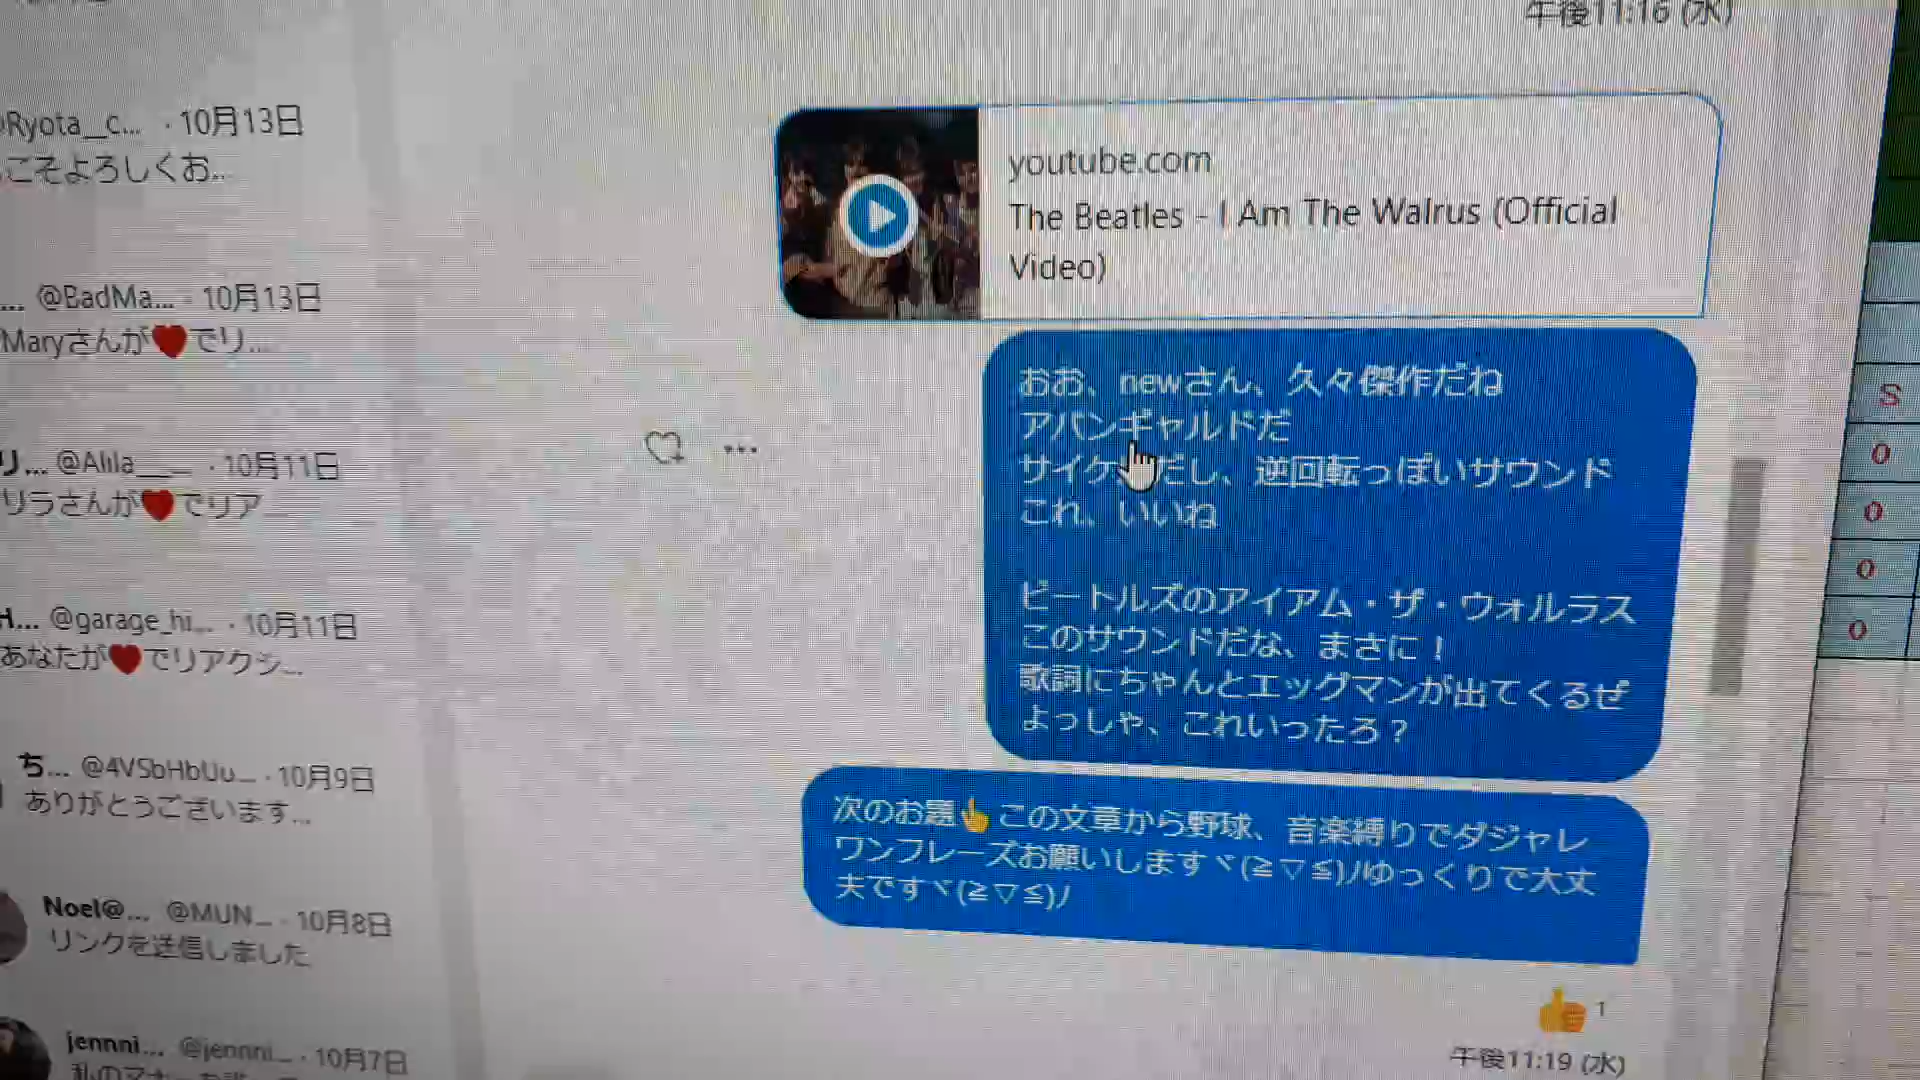 午後11:16 (水)
Ryota__c... · 10月13日
こそよろしくお...
... @BadMa... · 10月13日
Maryさんが❤でリ...
リ... @Alila____ · 10月11日
リラさんが❤でリア...
H... @garage_hi... · 10月11日
あなたが❤でリアクシ...
ち... @4VSbHbUu_ · 10月9日
ありがとうございます...
Noel@... @MUN_ · 10月8日
リンクを送信しました
jennni... @jennni_ · 10月7日
youtube.com
The Beatles - I Am The Walrus (Official
Video)
おお、newさん、久々傑作だね
アバンギャルドだ
サイケ だし、逆回転っぽいサウンド
これ、いいね
ビートルズのアイアム・ザ・ウォルラス
このサウンドだな、まさに！
歌詞にちゃんとエッグマンが出てくるぜ
よっしゃ、これいったろ？
次のお題👆この文章から野球、音楽縛りでダジャレ
ワンフレーズお願いしますヾ(≧▽≦)ﾉゆっくりで大丈
夫ですヾ(≧▽≦)ﾉ
👍 1
午後11:19 (水)
S
0
0
0
0